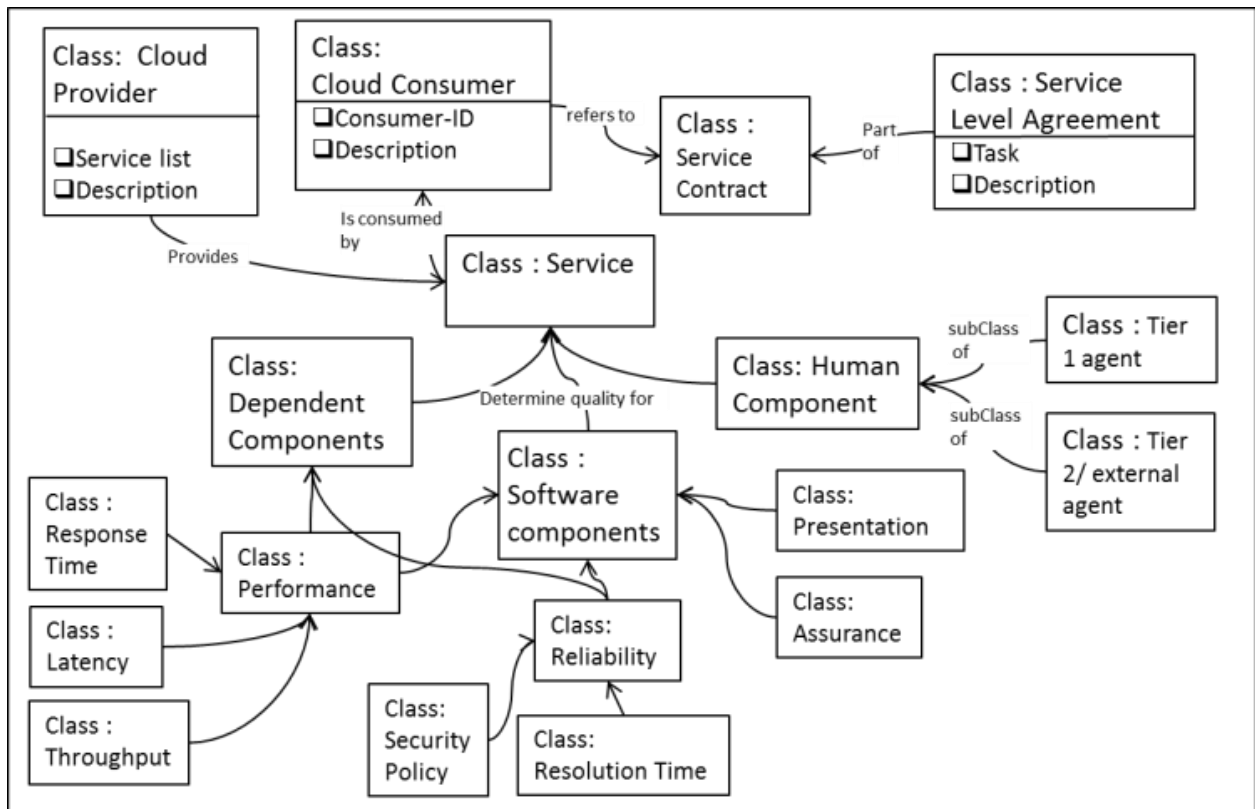 Class:  Cloud
Provider
❑Service list
❑Description
Class:
Cloud Consumer
❑Consumer-ID
❑Description
refers to
Class :
Service
Contract
Part
of
Class : Service
Level Agreement
❑Task
❑Description
Provides
Is consumed
by
Class : Service
Class:
Dependent
Components
Determine quality for
Class: Human
Component
subClass
of
Class : Tier
1 agent
subClass
of
Class : Tier
2/ external
agent
Class :
Software
components
Class :
Response
Time
Class :
Performance
Class:
Presentation
Class :
Latency
Class:
Reliability
Class:
Assurance
Class :
Throughput
Class:
Security
Policy
Class:
Resolution Time